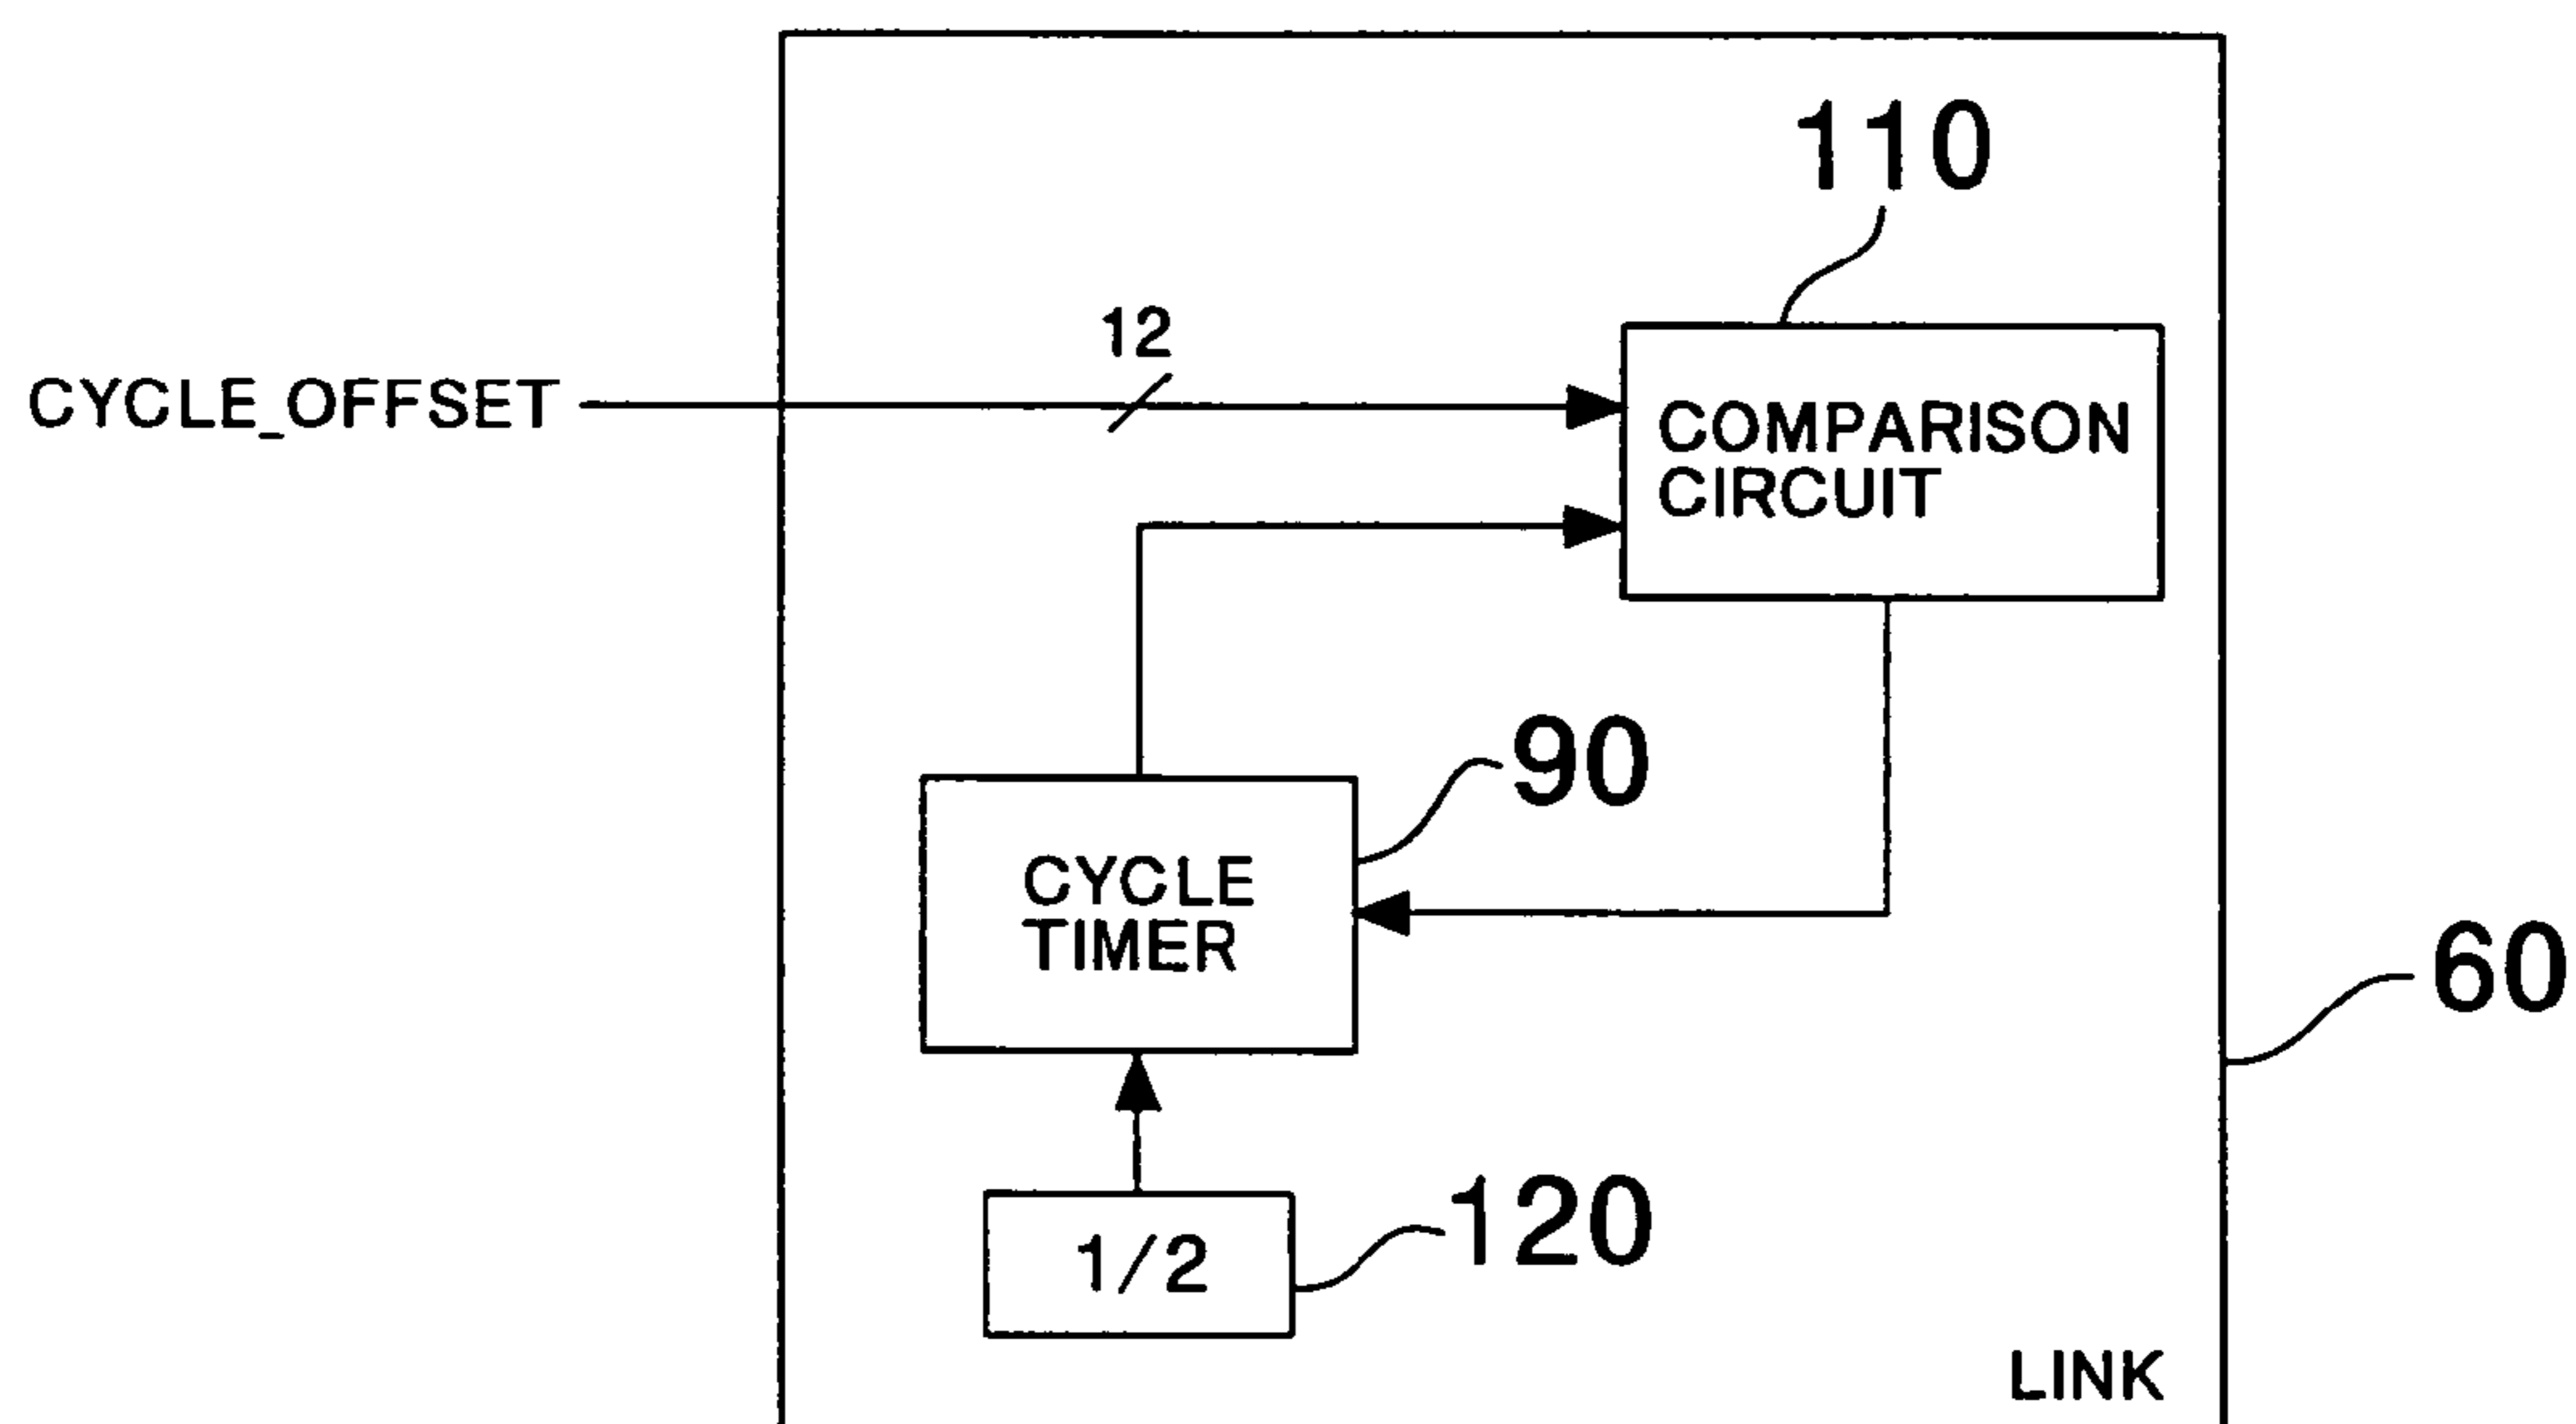 110
12
CYCLE_OFFSET
COMPARISON
CIRCUIT
90
CYCLE
TIMER
60
120
1/2
LINK